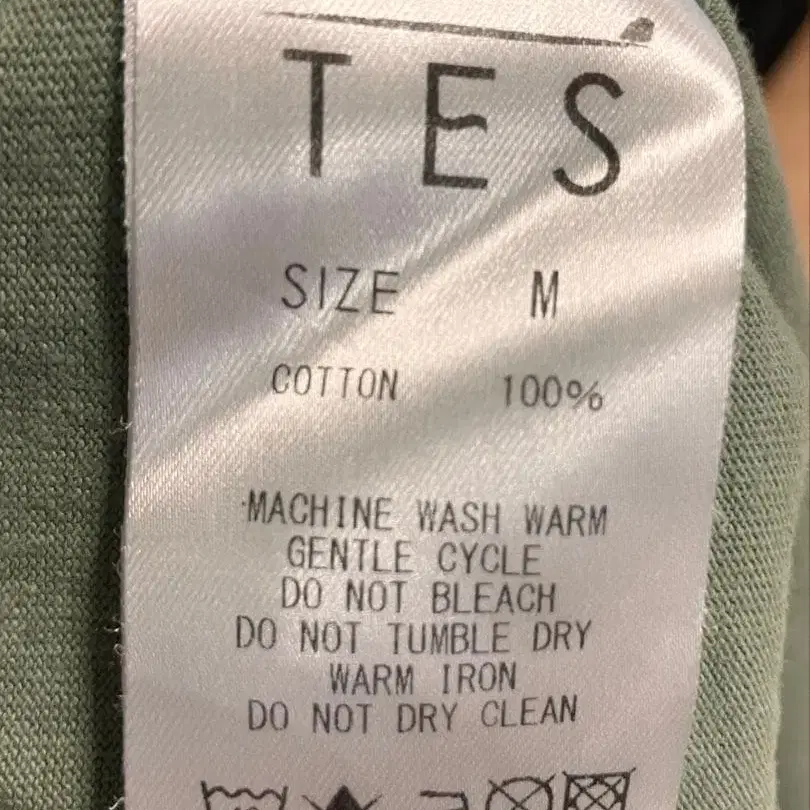 TES
SIZE M
COTTON 100%
MACHINE WASH WARM
GENTLE CYCLE
DO NOT BLEACH
DO NOT TUMBLE DRY
WARM IRON
DO NOT DRY CLEAN